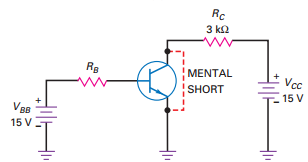 R_C
3 kΩ
R_B
MENTAL
SHORT
V_BB
+
15 V
–
+
V_CC
15 V
–